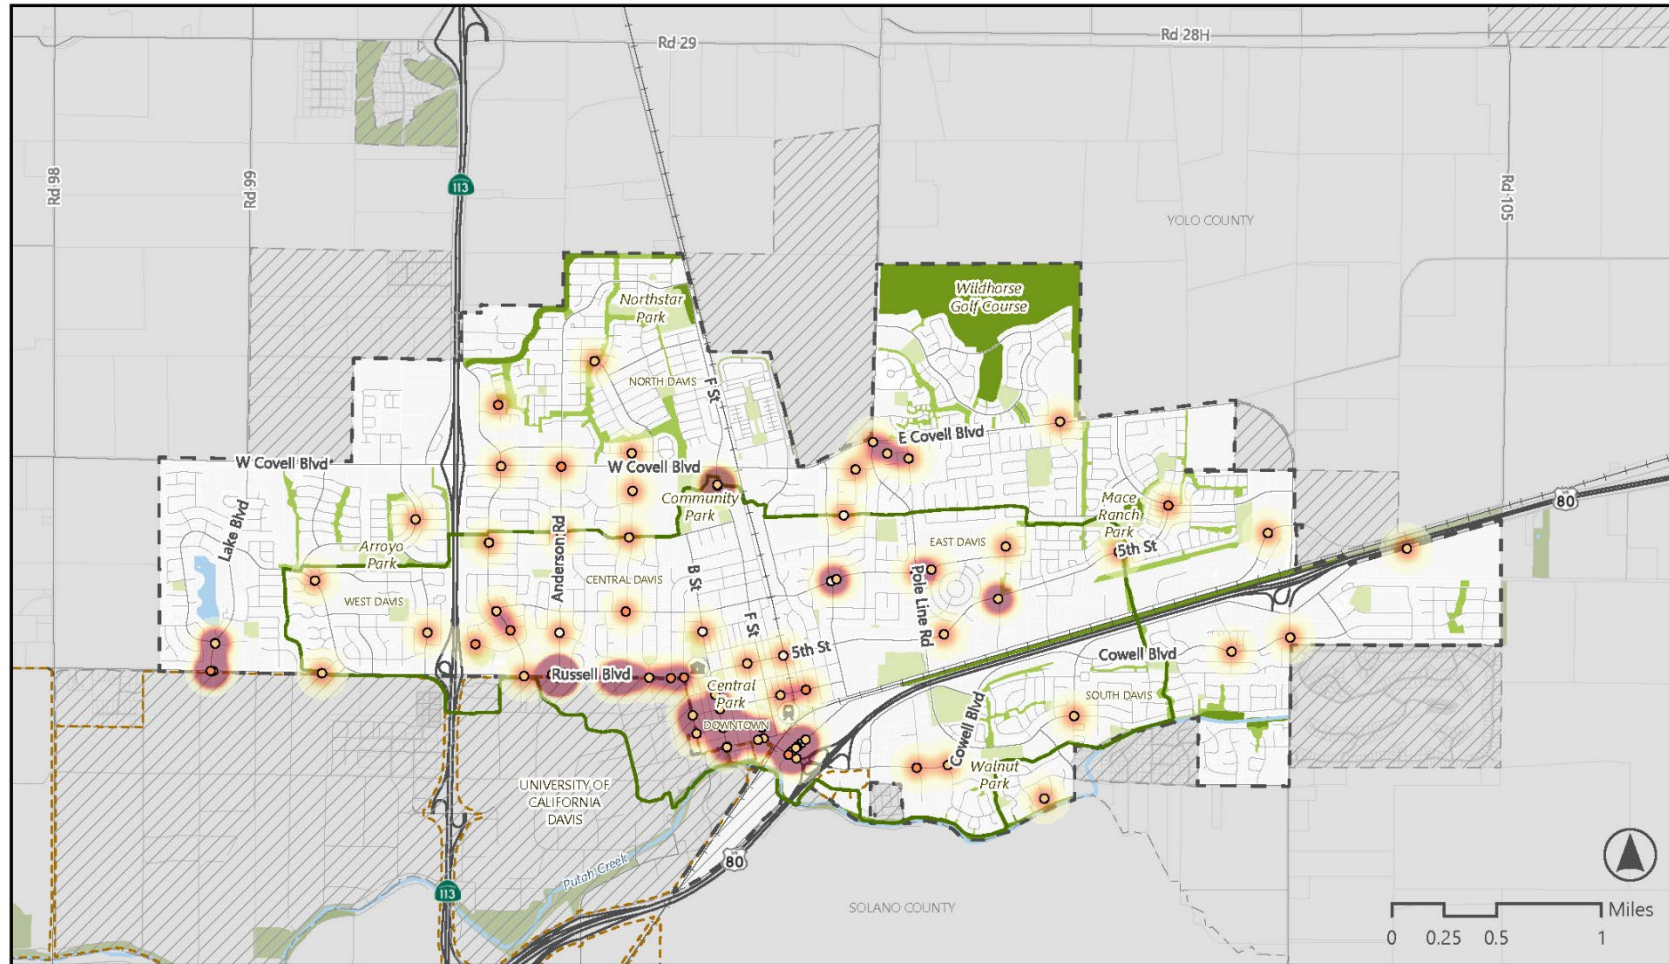 Rd 29
Rd 28H
Rd 98
Rd 99
113
Rd 105
YOLO COUNTY
Wildhorse
Golf Course
Northstar
Park
NORTH DAVIS
F St
E Covell Blvd
W Covell Blvd
W Covell Blvd
Community
Park
Mace
Ranch
Park
80
Lake Blvd
Arroyo
Park
Anderson Rd
EAST DAVIS
5th St
CENTRAL DAVIS
B St
Pole Line Rd
WEST DAVIS
F St
5th St
Cowell Blvd
Russell Blvd
Central
Park
SOUTH DAVIS
DOWNTOWN
Cowell Blvd
Walnut
Park
UNIVERSITY OF
CALIFORNIA
DAVIS
Putah Creek
80
113
SOLANO COUNTY
Miles
0 0.25 0.5 1